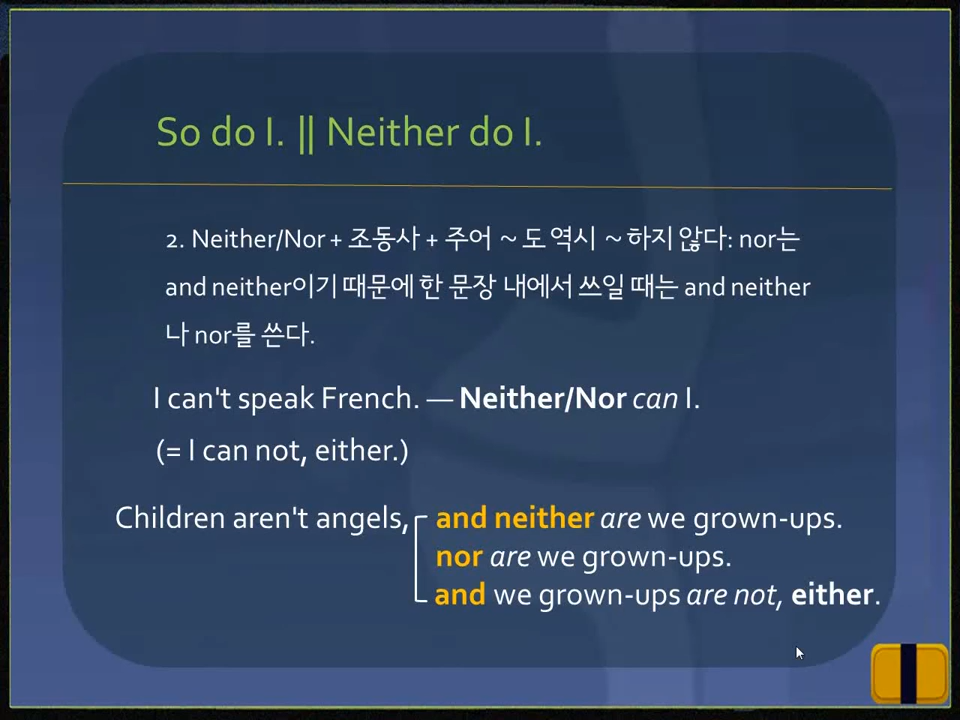 So do I. || Neither do I.
2. Neither/Nor + 조동사 + 주어 ~ 도 역시 ~ 하지 않다: nor는
and neither이기 때문에 한 문장 내에서 쓰일 때는 and neither
나 nor를 쓴다.
I can't speak French. — Neither/Nor can I.
(= I can not, either.)
Children aren't angels, and neither are we grown-ups.
nor are we grown-ups.
and we grown-ups are not, either.